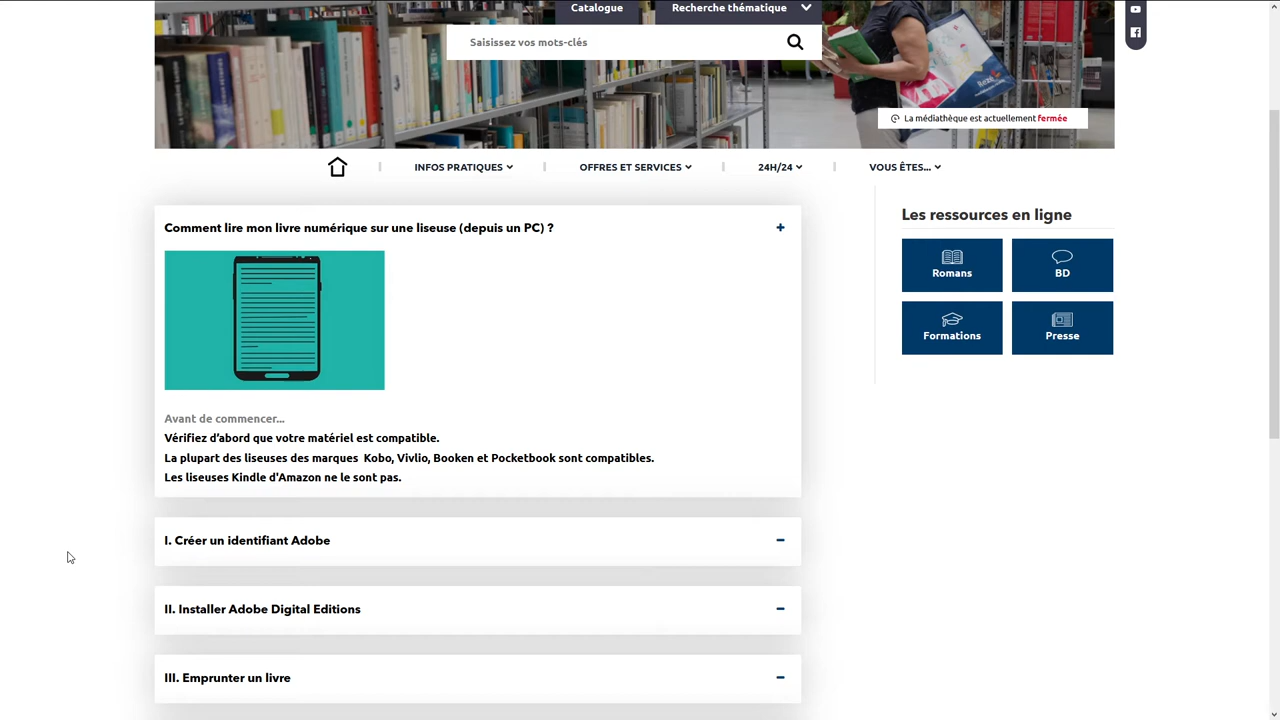 Catalogue
Recherche thématique
Saisissez vos mots-clés
La médiathèque est actuellement fermée
INFOS PRATIQUES
OFFRES ET SERVICES
24H/24
VOUS ÊTES...
Comment lire mon livre numérique sur une liseuse (depuis un PC) ?
Avant de commencer...
Vérifiez d'abord que votre matériel est compatible.
La plupart des liseuses des marques Kobo, Vivlio, Booken et Pocketbook sont compatibles.
Les liseuses Kindle d'Amazon ne le sont pas.
I. Créer un identifiant Adobe
II. Installer Adobe Digital Editions
III. Emprunter un livre
Les ressources en ligne
Romans
BD
Formations
Presse